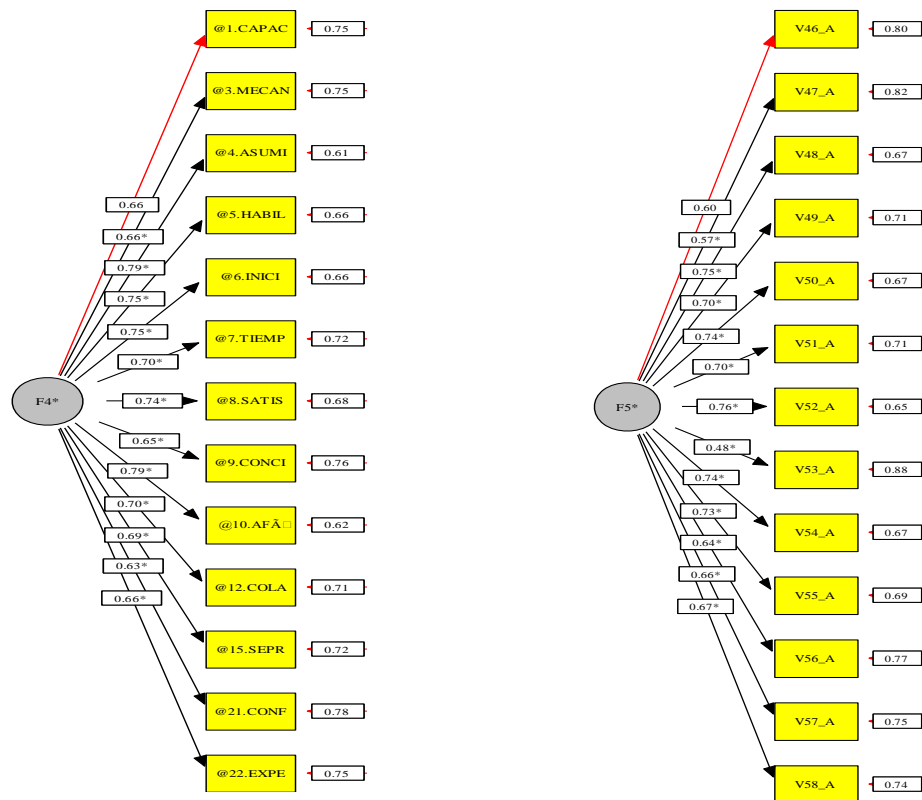 @1.CAPAC 0.75
@3.MECAN 0.75
@4.ASUMI 0.61
@5.HABIL 0.66
@6.INICI 0.66
@7.TIEMP 0.72
@8.SATIS 0.68
@9.CONCI 0.76
@10.AFÃ□ 0.62
@12.COLA 0.71
@15.SEPR 0.72
@21.CONF 0.78
@22.EXPE 0.75
F4*
0.66
0.66*
0.79*
0.75*
0.75*
0.70*
0.74*
0.65*
0.79*
0.70*
0.69*
0.63*
0.66*
V46_A 0.80
V47_A 0.82
V48_A 0.67
V49_A 0.71
V50_A 0.67
V51_A 0.71
V52_A 0.65
V53_A 0.88
V54_A 0.67
V55_A 0.69
V56_A 0.77
V57_A 0.75
V58_A 0.74
F5*
0.60
0.57*
0.75*
0.70*
0.74*
0.70*
0.76*
0.48*
0.74*
0.73*
0.64*
0.66*
0.67*